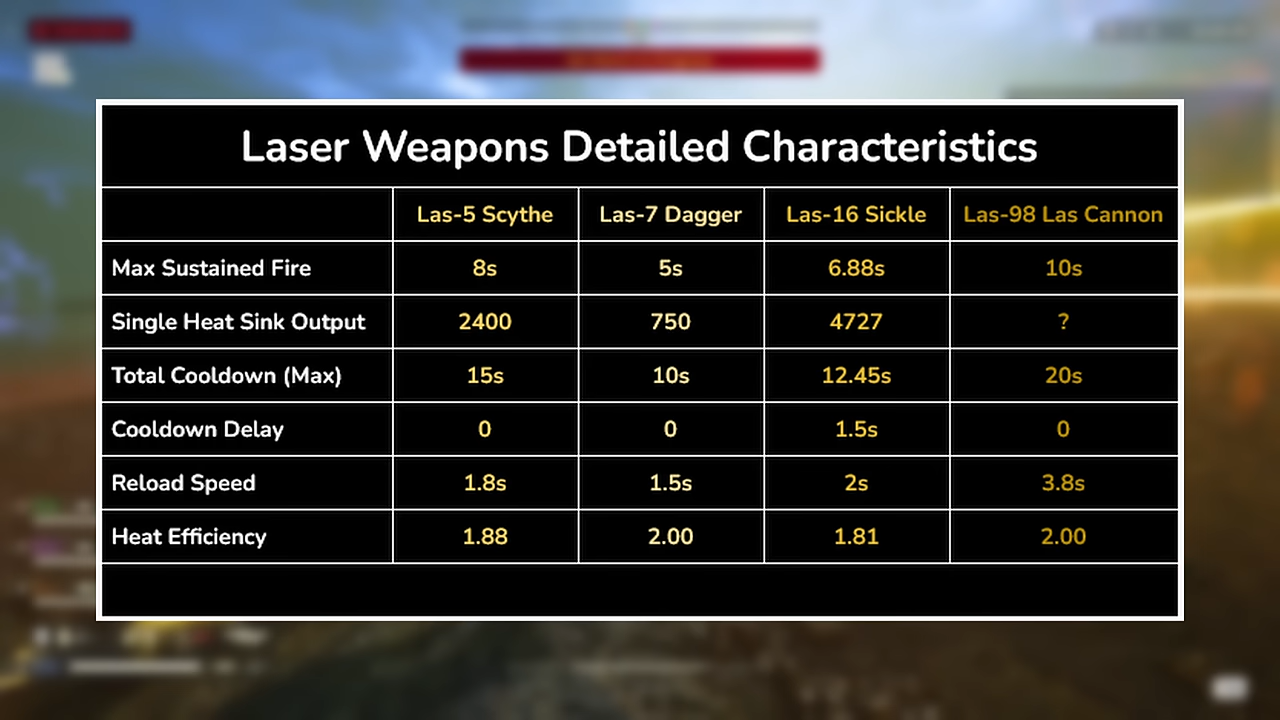 Laser Weapons Detailed Characteristics
Las-5 Scythe Las-7 Dagger Las-16 Sickle Las-98 Las Cannon
Max Sustained Fire 8s 5s 6.88s 10s
Single Heat Sink Output 2400 750 4727 ?
Total Cooldown (Max) 15s 10s 12.45s 20s
Cooldown Delay 0 0 1.5s 0
Reload Speed 1.8s 1.5s 2s 3.8s
Heat Efficiency 1.88 2.00 1.81 2.00